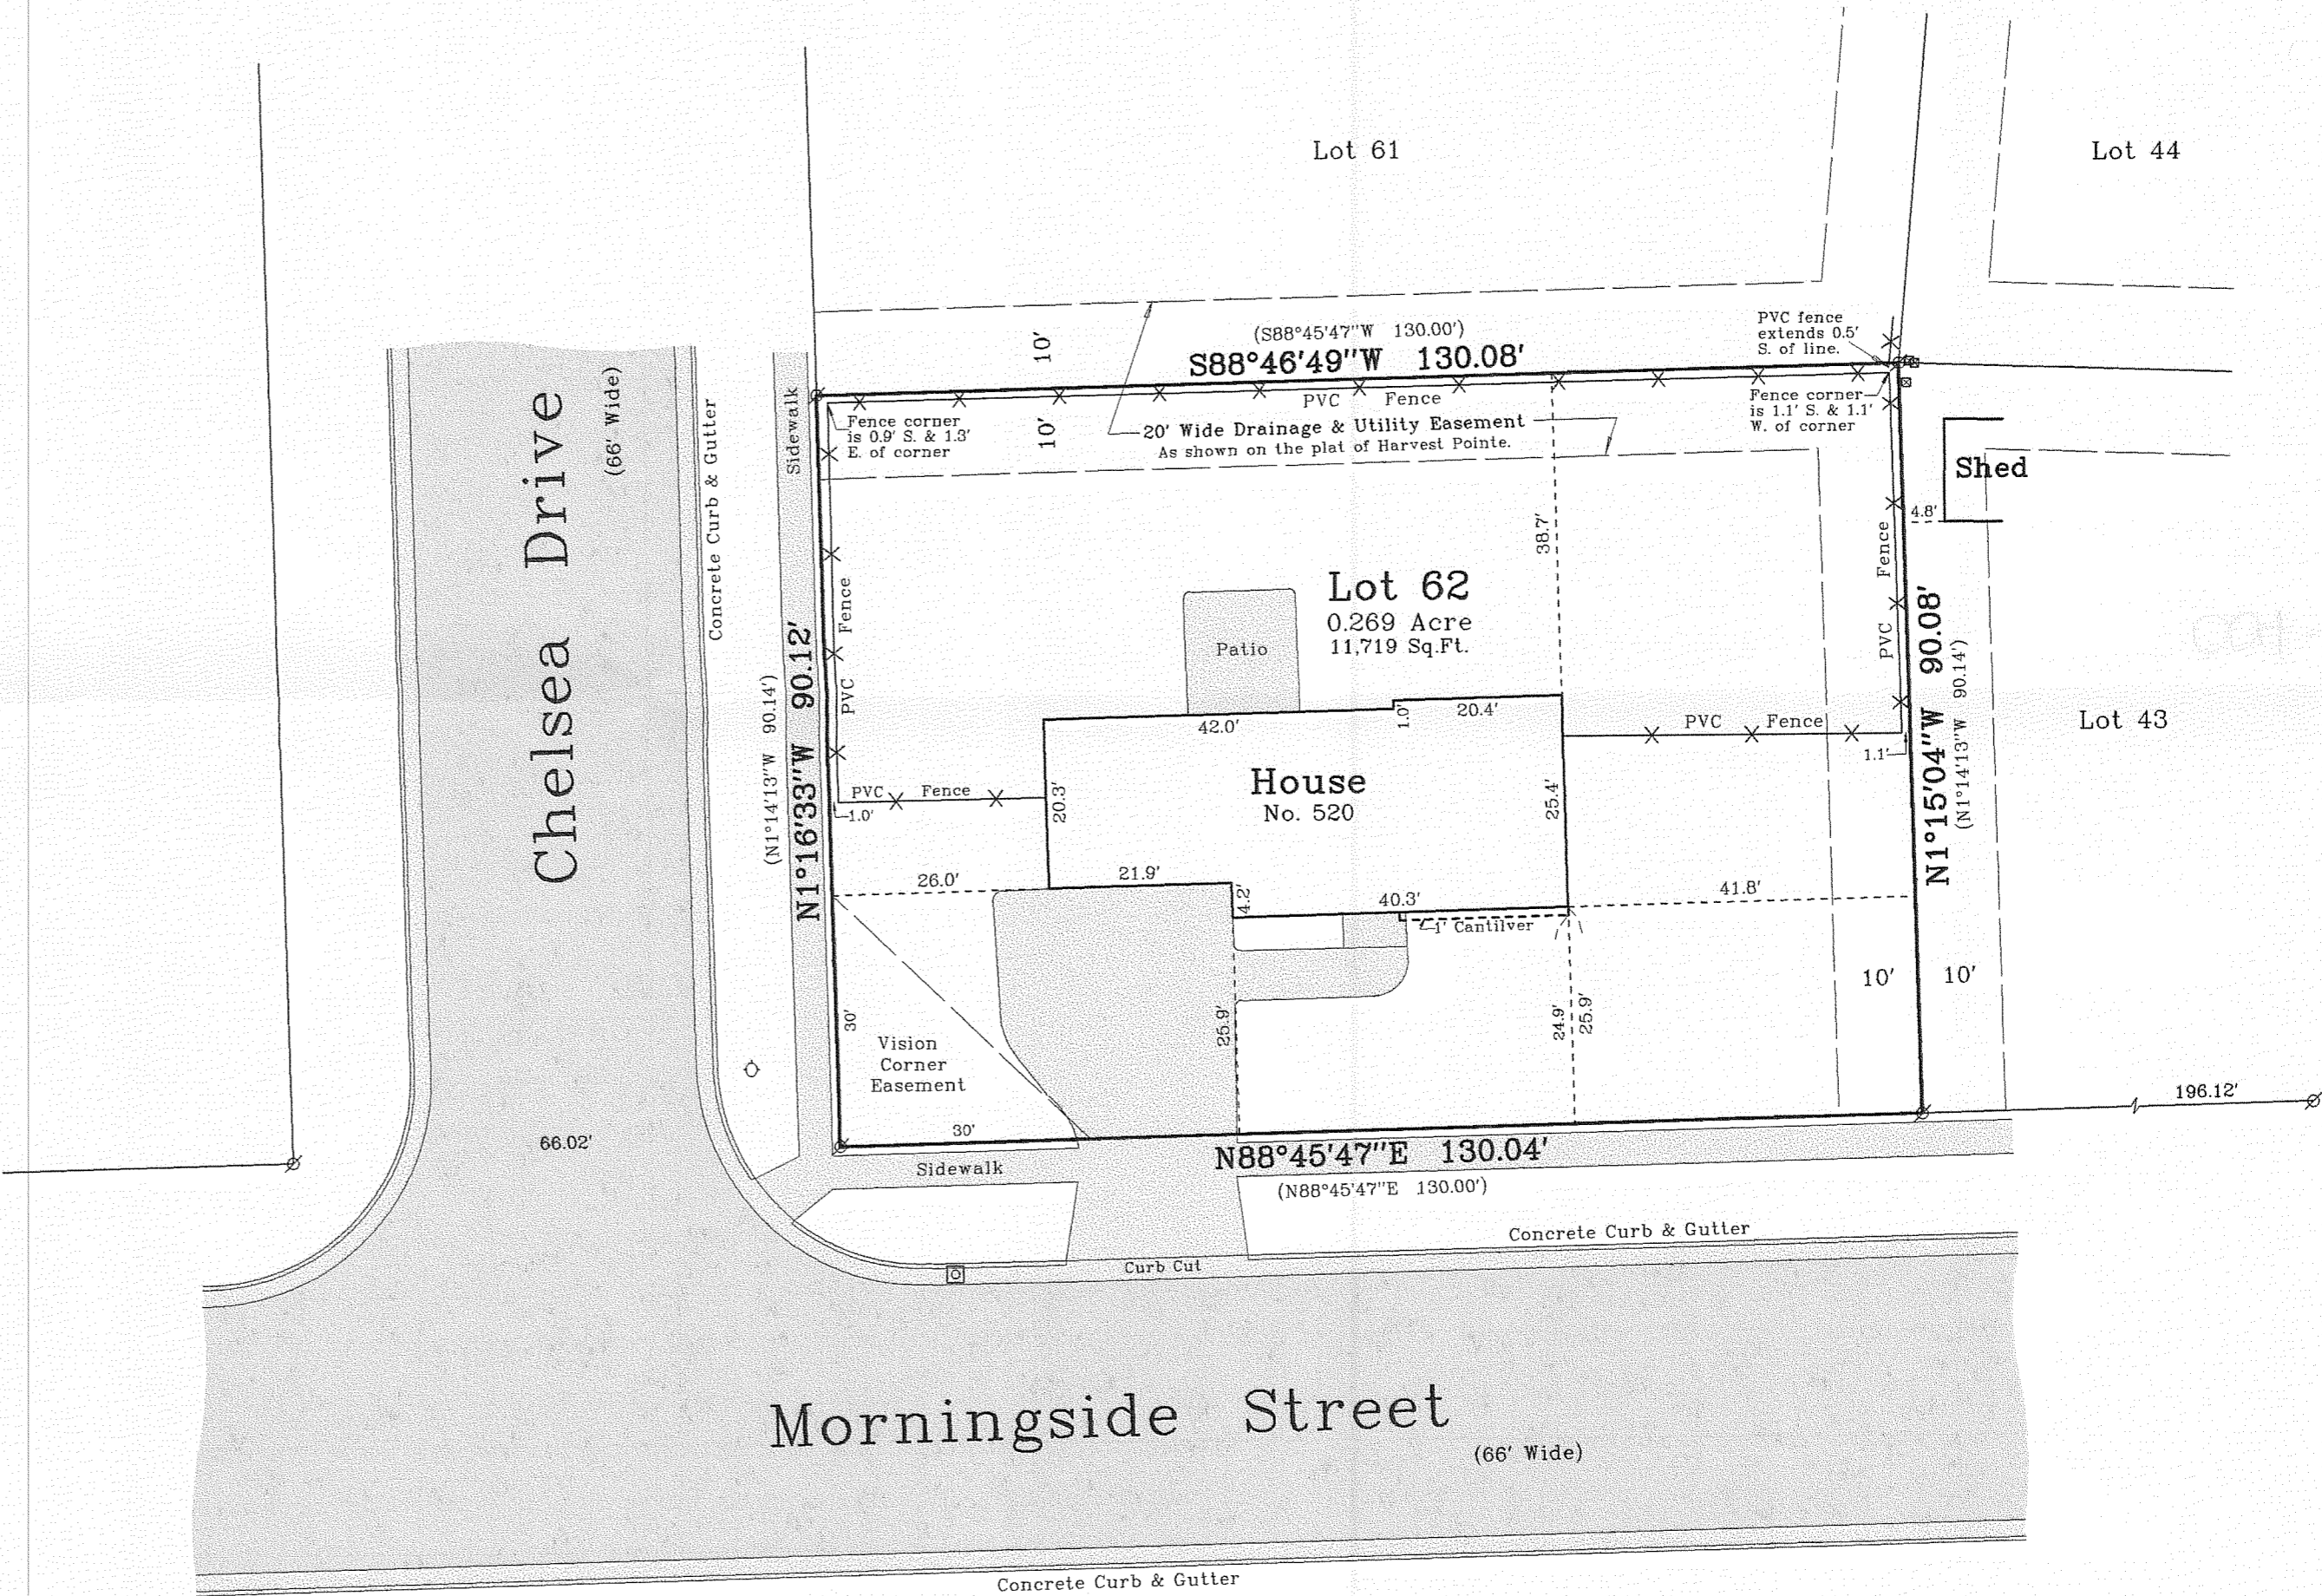 Lot 61
Lot 44
(S88°45'47"W 130.00')
S88°46'49"W 130.08'
10'
PVC fence
extends 0.5'
S. of line.
PVC Fence
Fence corner
is 0.9' S. & 1.3'
E. of corner
10'
20' Wide Drainage & Utility Easement
As shown on the plat of Harvest Pointe.
Fence corner
is 1.1' S. & 1.1'
W. of corner
Shed
4.8'
Chelsea Drive
(66' Wide)
Concrete Curb & Gutter
Sidewalk
N1°16'33"W 90.12'
(N1°14'13"W 90.14')
PVC Fence
38.7'
Lot 62
0.269 Acre
11,719 Sq.Ft.
Patio
PVC Fence
N1°15'04"W 90.08'
(N1°14'13"W 90.14')
Lot 43
42.0'
1.0'
20.4'
PVC Fence
1.1'
House
No. 520
PVC Fence
1.0'
20.3'
25.4'
26.0'
21.9'
4.2'
40.3'
1' Cantilver
41.8'
10'
10'
30'
Vision
Corner
Easement
25.9'
24.9'
25.9'
30'
66.02'
196.12'
N88°45'47"E 130.04'
(N88°45'47"E 130.00')
Sidewalk
Concrete Curb & Gutter
Curb Cut
Morningside Street
(66' Wide)
Concrete Curb & Gutter